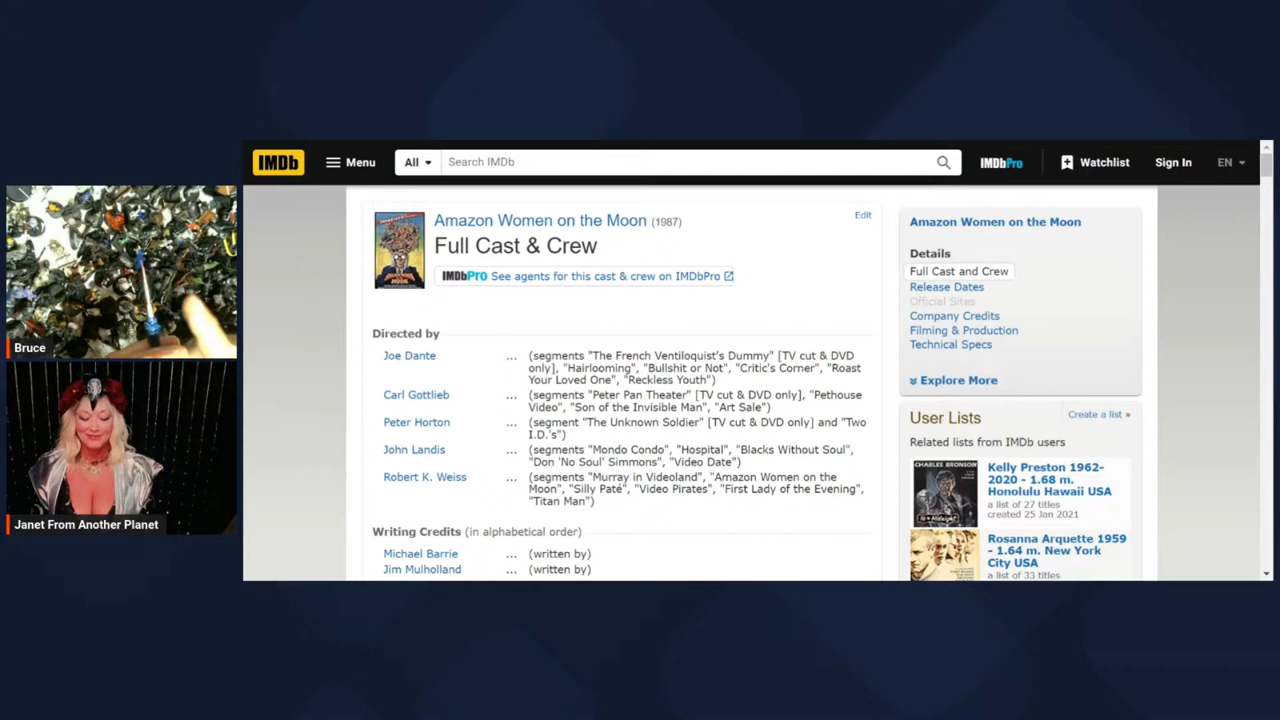 IMDb
Menu
All
Search IMDb
IMDbPro
Watchlist
Sign In
EN
Amazon Women on the Moon (1987)
Edit
Full Cast & Crew
IMDbPro See agents for this cast & crew on IMDbPro
Directed by
Joe Dante ... (segments "The French Ventiloquist's Dummy" [TV cut & DVD
only], "Hairlooming", "Bullshit or Not", "Critic's Corner", "Roast
Your Loved One", "Reckless Youth")
Carl Gottlieb ... (segments "Peter Pan Theater" [TV cut & DVD only], "Pethouse
Video", "Son of the Invisible Man", "Art Sale")
Peter Horton ... (segment "The Unknown Soldier" [TV cut & DVD only] and "Two
I.D.'s")
John Landis ... (segments "Mondo Condo", "Hospital", "Blacks Without Soul",
"Don 'No Soul' Simmons", "Video Date")
Robert K. Weiss ... (segments "Murray in Videoland", "Amazon Women on the
Moon", "Silly Paté", "Video Pirates", "First Lady of the Evening",
"Titan Man")
Writing Credits (in alphabetical order)
Michael Barrie ... (written by)
Jim Mulholland ... (written by)
Amazon Women on the Moon
Details
Full Cast and Crew
Release Dates
Official Sites
Company Credits
Filming & Production
Technical Specs
Explore More
User Lists
Create a list »
Related lists from IMDb users
CHARLES BRONSON
Kelly Preston 1962-
2020 - 1.68 m.
Honolulu Hawaii USA
a list of 27 titles
created 25 Jan 2021
Rosanna Arquette 1959
- 1.64 m. New York
City USA
a list of 33 titles
Bruce
Janet From Another Planet